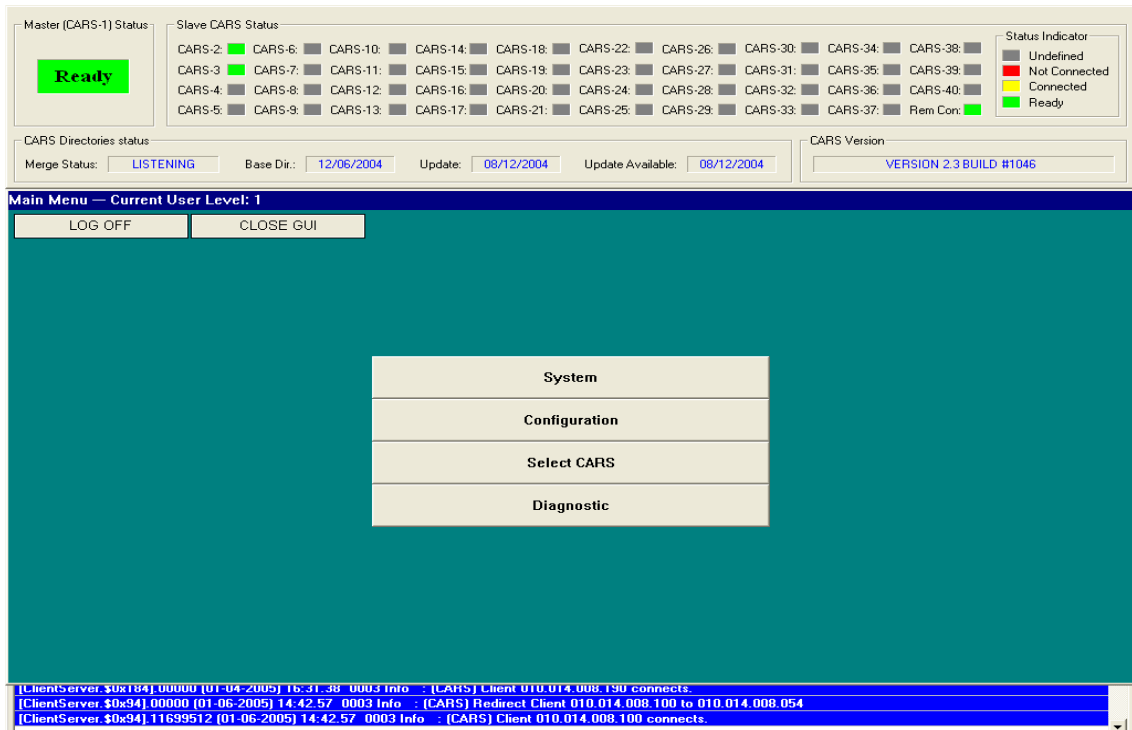 Master (CARS-1) Status
Slave CARS Status
Status Indicator
CARS-2: CARS-6: CARS-10: CARS-14: CARS-18: CARS-22: CARS-26: CARS-30: CARS-34: CARS-38:
Undefined
Ready
CARS-3 CARS-7: CARS-11: CARS-15: CARS-19: CARS-23: CARS-27: CARS-31: CARS-35: CARS-39:
Not Connected
CARS-4: CARS-8: CARS-12: CARS-16: CARS-20: CARS-24: CARS-28: CARS-32: CARS-36: CARS-40:
Connected
CARS-5: CARS-9: CARS-13: CARS-17: CARS-21: CARS-25: CARS-29: CARS-33: CARS-37: Rem Con:
Ready
CARS Directories status
CARS Version
Merge Status: LISTENING Base Dir.: 12/06/2004 Update: 08/12/2004 Update Available: 08/12/2004
VERSION 2.3 BUILD #1046
Main Menu — Current User Level: 1
LOG OFF CLOSE GUI
System
Configuration
Select CARS
Diagnostic
[ClientServer.$0x184].00000 (01-04-2005) 16:31.38 0003 Info : (CARS) Client 010.014.008.190 connects.
[ClientServer.$0x94].00000 (01-06-2005) 14:42.57 0003 Info : (CARS) Redirect Client 010.014.008.100 to 010.014.008.054
[ClientServer.$0x94].11699512 (01-06-2005) 14:42.57 0003 Info : (CARS) Client 010.014.008.100 connects.